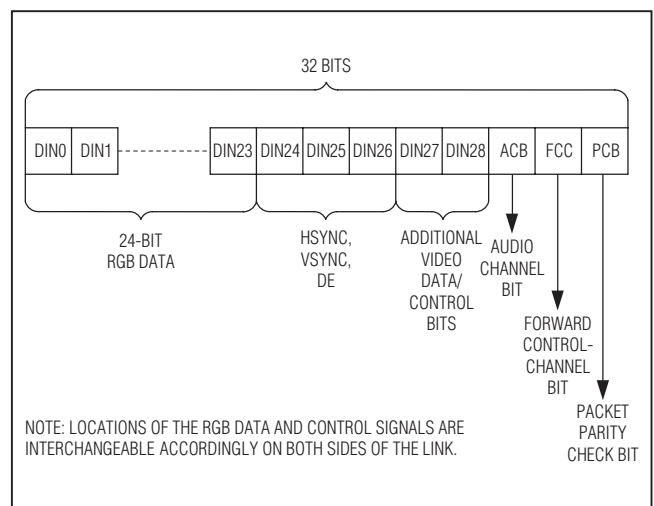 32 BITS
DIN0 DIN1 DIN23 DIN24 DIN25 DIN26 DIN27 DIN28 ACB FCC PCB
24-BIT
RGB DATA
HSYNC,
VSYNC,
DE
ADDITIONAL
VIDEO
DATA/
CONTROL
BITS
AUDIO
CHANNEL
BIT
FORWARD
CONTROL-
CHANNEL
BIT
PACKET
PARITY
CHECK BIT
NOTE: LOCATIONS OF THE RGB DATA AND CONTROL SIGNALS ARE
INTERCHANGEABLE ACCORDINGLY ON BOTH SIDES OF THE LINK.